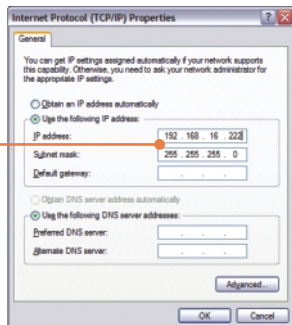 Internet Protocol (TCP/IP) Properties
General
You can get IP settings assigned automatically if your network supports
this capability. Otherwise, you need to ask your network administrator for
the appropriate IP settings.
Obtain an IP address automatically
Use the following IP address:
IP address: 192 . 168 . 16 . 222
Subnet mask: 255 . 255 . 255 . 0
Default gateway: . . .
Obtain DNS server address automatically
Use the following DNS server addresses:
Preferred DNS server: . . .
Alternate DNS server: . . .
Advanced...
OK Cancel